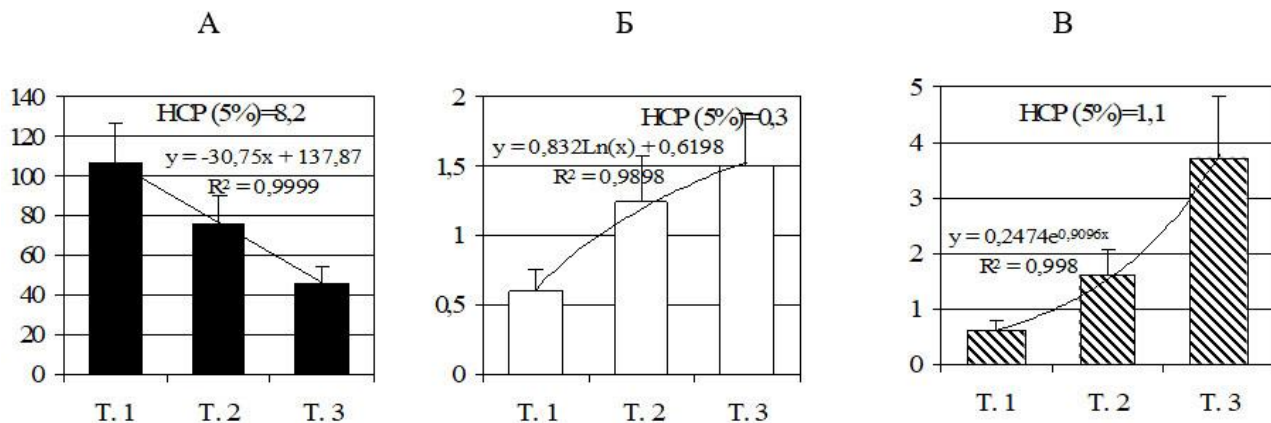 А
Б
В
140
120
100
80
60
40
20
0
НСР (5%)=8,2
y = -30,75x + 137,87
R² = 0,9999
Т. 1
Т. 2
Т. 3
2
1,5
1
0,5
0
НСР (5%)=0,3
y = 0,832Ln(x) + 0,6198
R² = 0,9898
Т. 1
Т. 2
Т. 3
5
4
3
2
1
0
НСР (5%)=1,1
y = 0,2474e^0,9096x
R² = 0,998
Т. 1
Т. 2
Т. 3